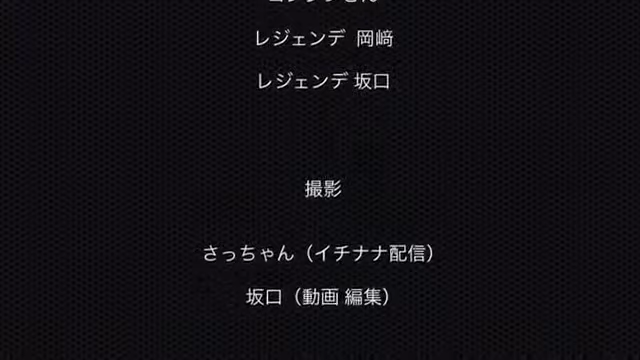 レジェンデ 岡﨑
レジェンデ 坂口
撮影
さっちゃん（イチナナ配信）
坂口（動画 編集）